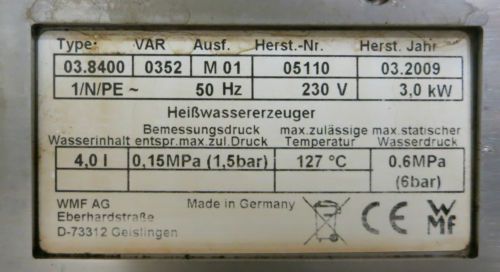 Type: VAR Ausf. Herst.-Nr. Herst. Jahr
03.8400 0352 M 01 05110 03.2009
1/N/PE ~ 50 Hz 230 V 3,0 kW
Heißwassererzeuger
Wasserinhalt Bemessungsdruck entspr.max.zul.Druck max.zulässige Temperatur max.statischer Wasserdruck
4,0 l 0,15MPa (1,5bar) 127 °C 0.6MPa (6bar)
WMF AG Made in Germany
Eberhardstraße
D-73312 Geislingen
CE WMF